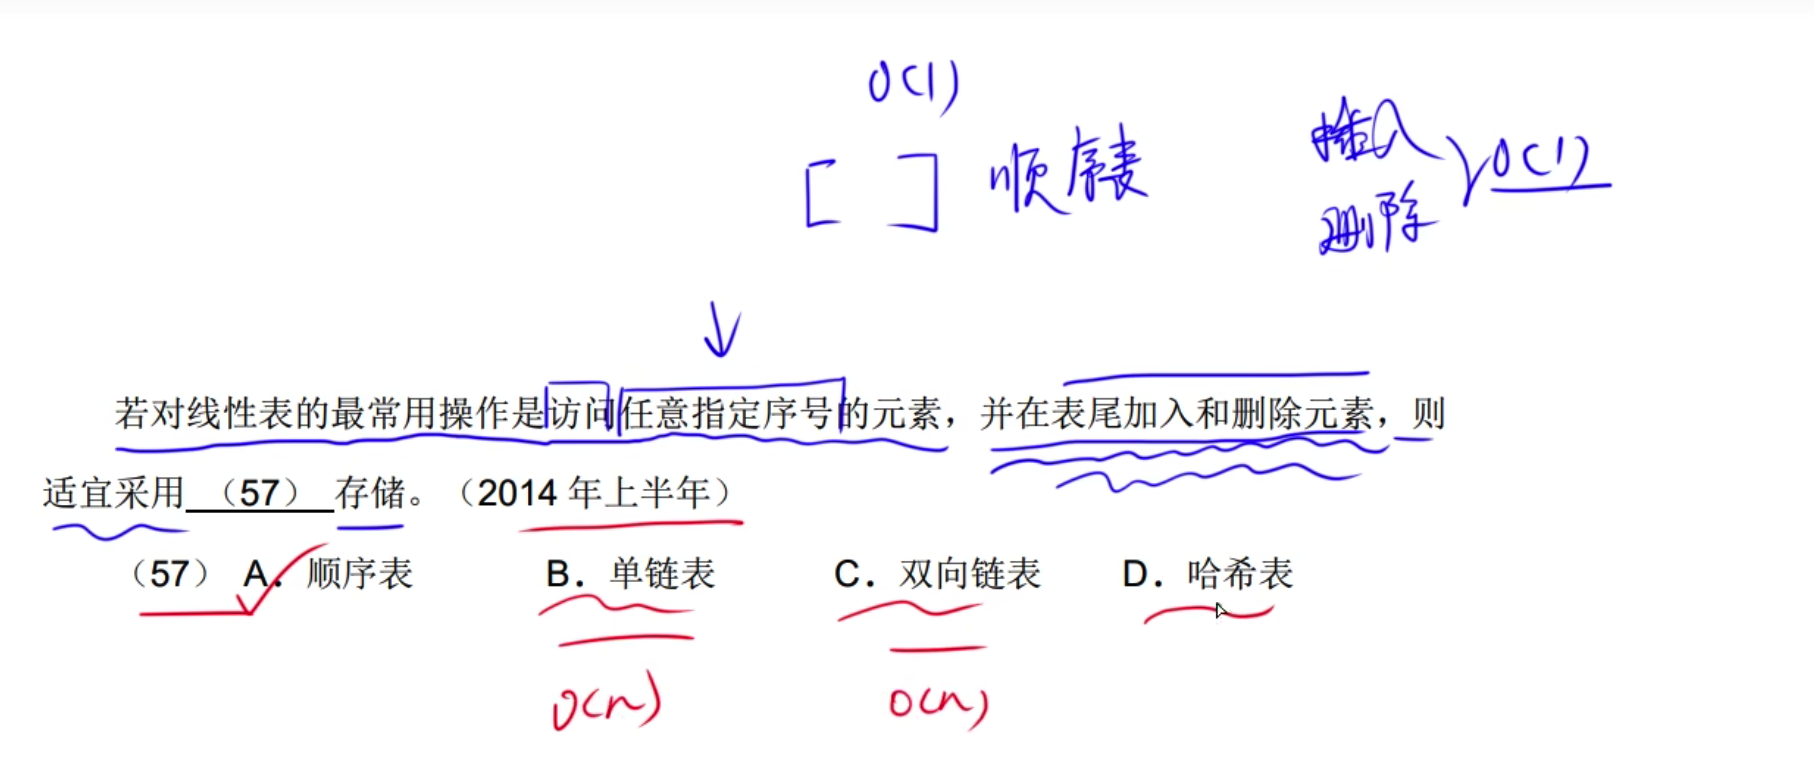 O(1)
[ ] 顺序表
插入
删除
O(1)
若对线性表的最常用操作是访问任意指定序号的元素，并在表尾加入和删除元素，则
适宜采用 （57） 存储。（2014 年上半年）
（57） A．顺序表 B．单链表 C．双向链表 D．哈希表
O(n) O(n)